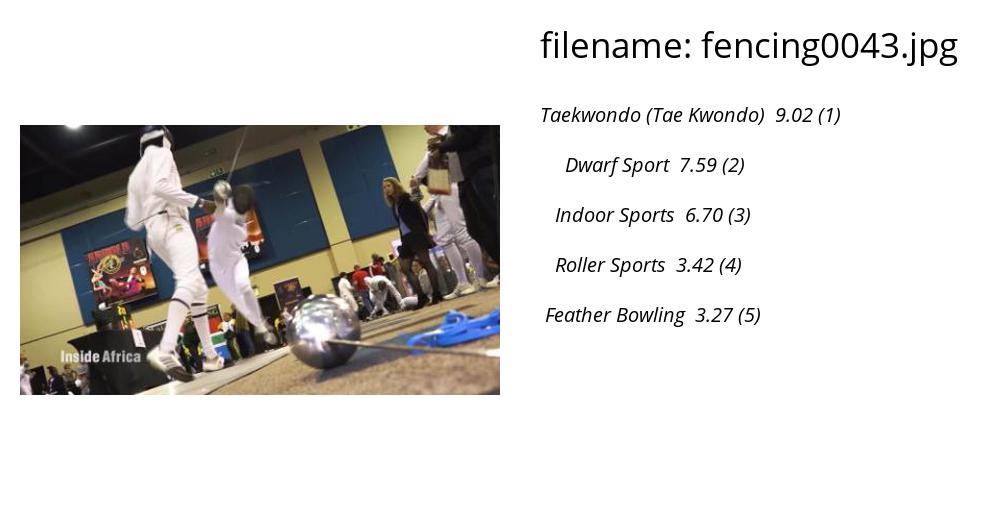 filename: fencing0043.jpg
Taekwondo (Tae Kwondo) 9.02 (1)
Dwarf Sport 7.59 (2)
Indoor Sports 6.70 (3)
Roller Sports 3.42 (4)
Feather Bowling 3.27 (5)
Inside Africa